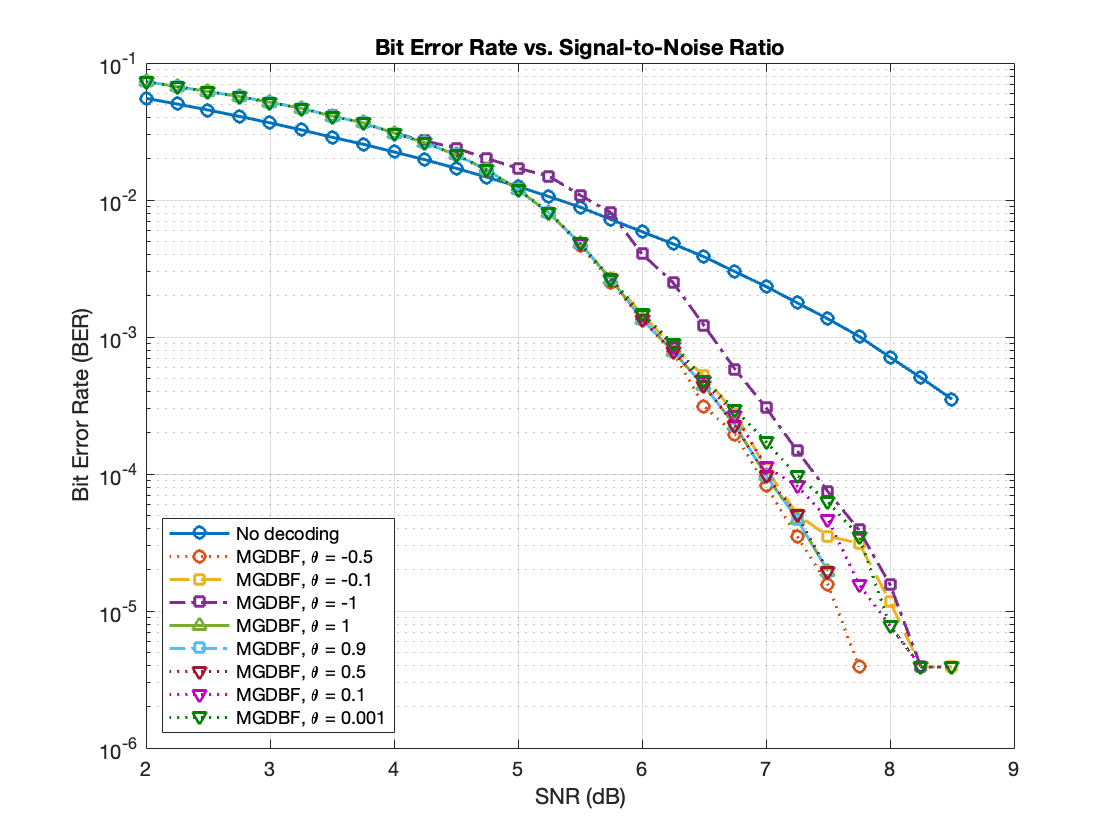 Bit Error Rate vs. Signal-to-Noise Ratio
10-1
10-2
10-3
10-4
10-5
10-6
Bit Error Rate (BER)
No decoding
MGDBF, θ = -0.5
MGDBF, θ = -0.1
MGDBF, θ = -1
MGDBF, θ = 1
MGDBF, θ = 0.9
MGDBF, θ = 0.5
MGDBF, θ = 0.1
MGDBF, θ = 0.001
2 3 4 5 6 7 8 9
SNR (dB)